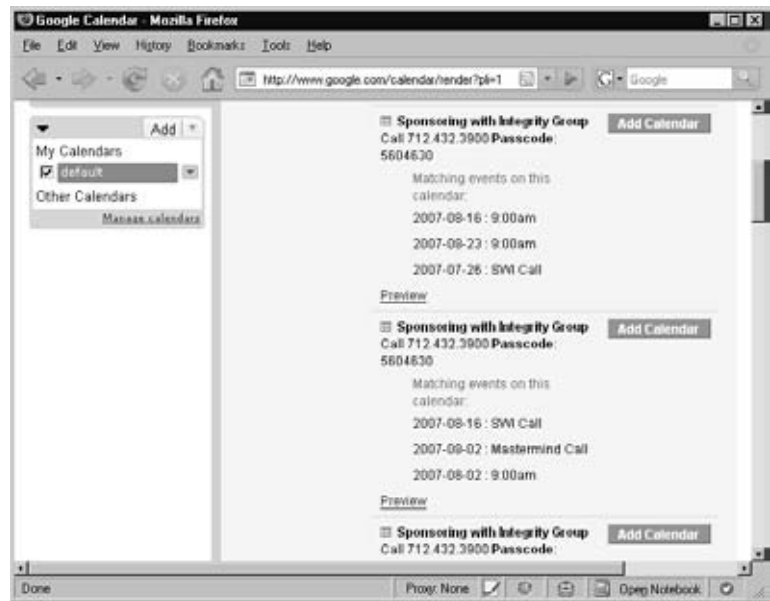 Google Calendar - Mozilla Firefox
File Edit View History Bookmarks Tools Help
http://www.google.com/calendar/render?pli=1
Google
Add
My Calendars
default
Other Calendars
Manage calendars
Sponsoring with Integrity Group
Add Calendar
Call 712.432.3900 Passcode:
5604630
Matching events on this
calendar:
2007-08-16 : 9:00am
2007-08-23 : 9:00am
2007-07-26 : SWI Call
Preview
Sponsoring with Integrity Group
Add Calendar
Call 712.432.3900 Passcode:
5604630
Matching events on this
calendar:
2007-08-16 : SWI Call
2007-09-02 : Mastermind Call
2007-08-02 : 9:00am
Preview
Sponsoring with Integrity Group
Add Calendar
Call 712.432.3900 Passcode:
Done
Proxy: None
Open Notebook